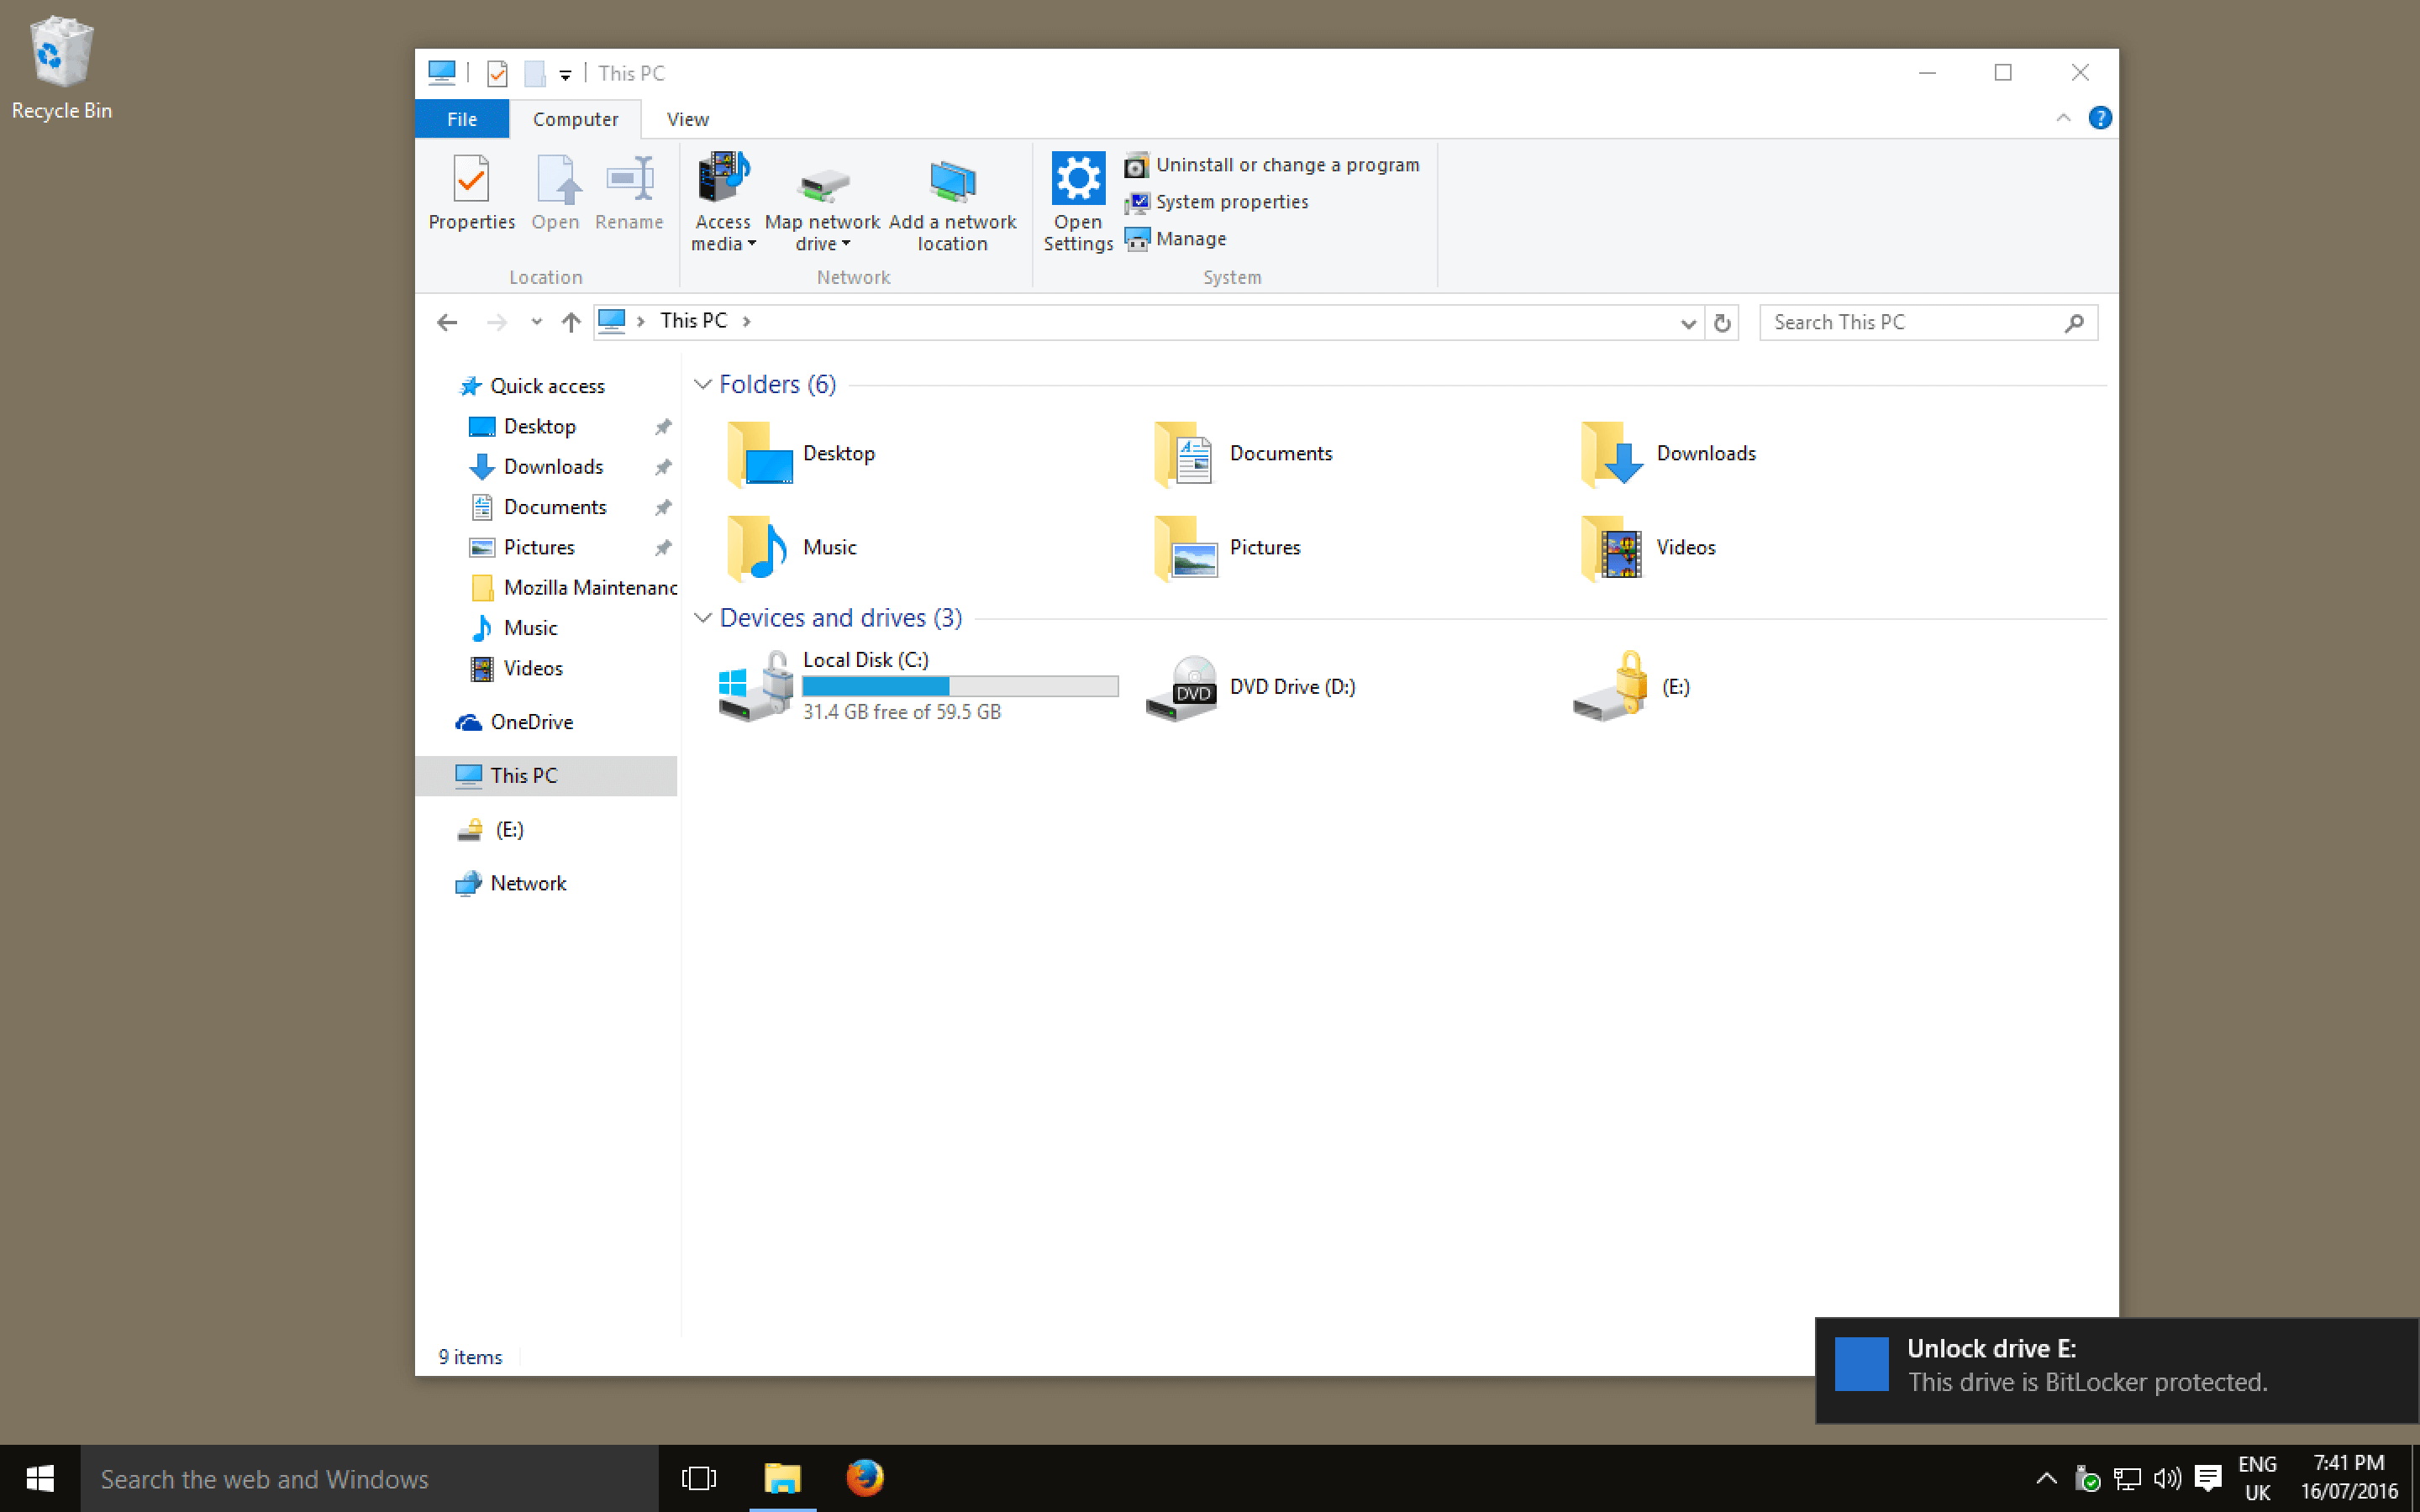 Recycle Bin
This PC
File
Computer
View
Properties
Open
Rename
Access media
Map network drive
Add a network location
Open Settings
Uninstall or change a program
System properties
Manage
Location
Network
System
This PC
Search This PC
Quick access
Desktop
Downloads
Documents
Pictures
Mozilla Maintenanc
Music
Videos
OneDrive
This PC
(E:)
Network
Folders (6)
Desktop
Documents
Downloads
Music
Pictures
Videos
Devices and drives (3)
Local Disk (C:)
31.4 GB free of 59.5 GB
DVD
DVD Drive (D:)
(E:)
9 items
Unlock drive E:
This drive is BitLocker protected.
Search the web and Windows
ENG
UK
7:41 PM
16/07/2016